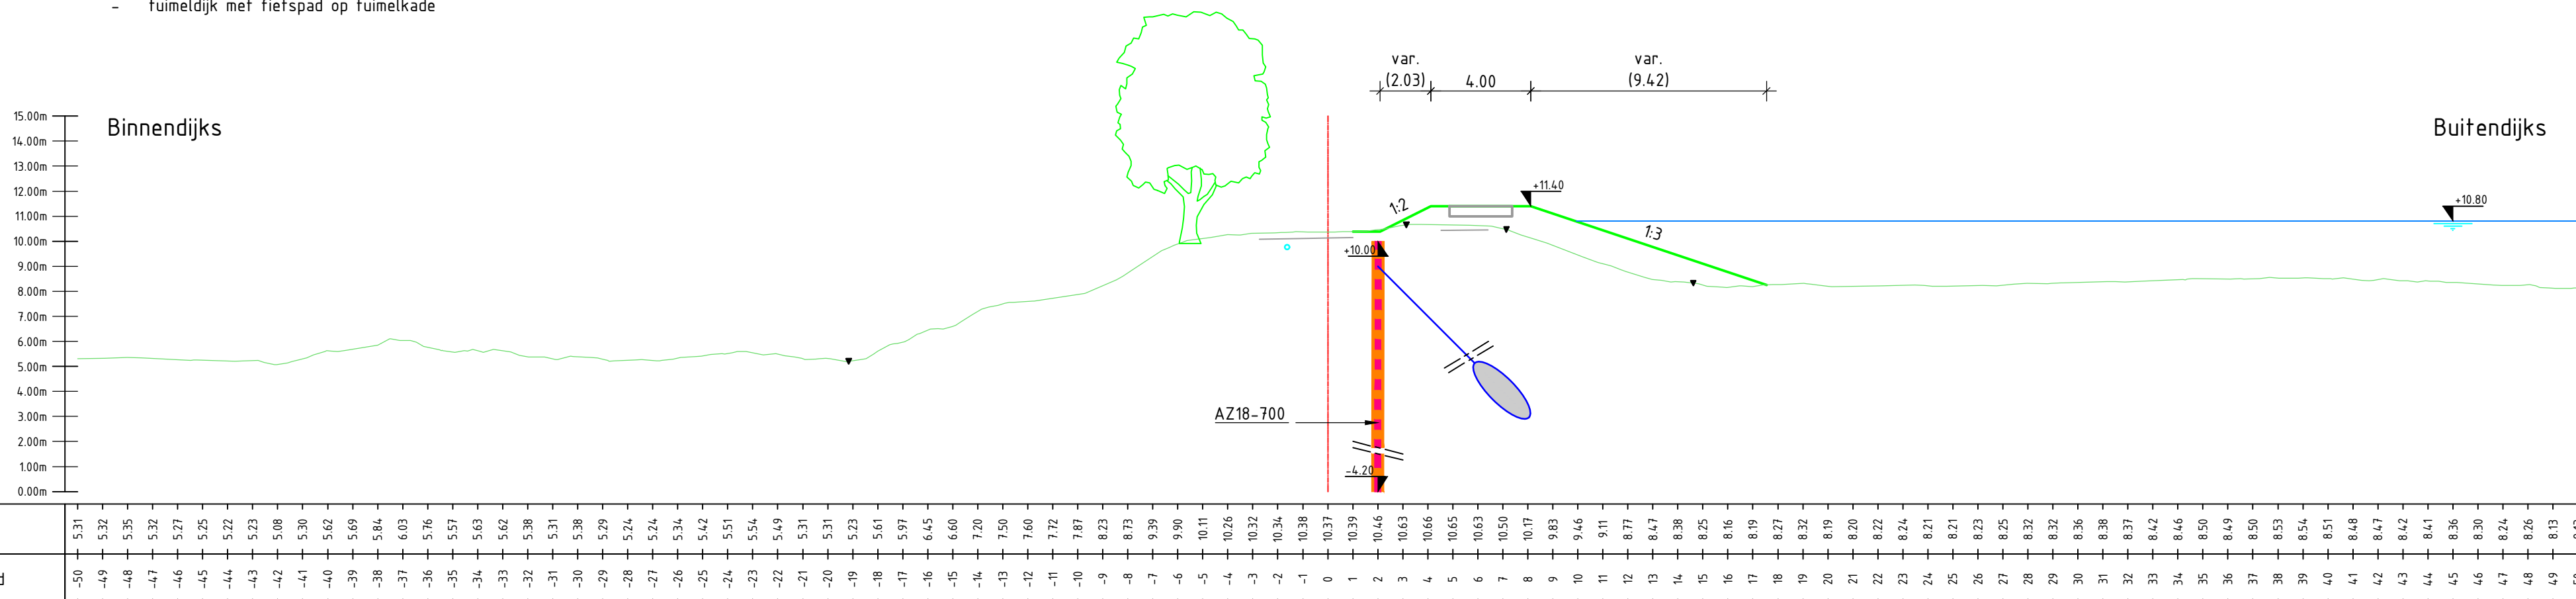 - tuimeldijk met fietspad op tuimelkade
var.
(2.03)
4.00
var.
(9.42)
15.00m
14.00m
13.00m
12.00m
11.00m
10.00m
9.00m
8.00m
7.00m
6.00m
5.00m
4.00m
3.00m
2.00m
1.00m
0.00m
Binnendijks
Buitendijks
1:2
+11.40
+10.80
1:3
+10.00
AZ18-700
-4.20
5.31 5.32 5.35 5.32 5.27 5.25 5.22 5.23 5.08 5.30 5.62 5.69 5.84 6.03 5.76 5.57 5.63 5.62 5.38 5.31 5.38 5.29 5.24 5.24 5.34 5.42 5.51 5.54 5.49 5.31 5.31 5.23 5.61 5.97 6.45 6.60 7.20 7.50 7.60 7.72 7.87 8.23 8.73 9.39 9.90 10.11 10.26 10.32 10.34 10.38 10.37 10.39 10.46 10.63 10.66 10.65 10.63 10.50 10.17 9.83 9.46 9.11 8.77 8.47 8.38 8.25 8.16 8.19 8.27 8.32 8.19 8.20 8.22 8.24 8.21 8.21 8.23 8.25 8.32 8.32 8.36 8.38 8.37 8.42 8.46 8.50 8.49 8.50 8.53 8.54 8.51 8.48 8.47 8.42 8.41 8.36 8.30 8.24 8.26 8.13
d -50 -49 -48 -47 -46 -45 -44 -43 -42 -41 -40 -39 -38 -37 -36 -35 -34 -33 -32 -31 -30 -29 -28 -27 -26 -25 -24 -23 -22 -21 -20 -19 -18 -17 -16 -15 -14 -13 -12 -11 -10 -9 -8 -7 -6 -5 -4 -3 -2 -1 0 1 2 3 4 5 6 7 8 9 10 11 12 13 14 15 16 17 18 19 20 21 22 23 24 25 26 27 28 29 30 31 32 33 34 35 36 37 38 39 40 41 42 43 44 45 46 47 48 49